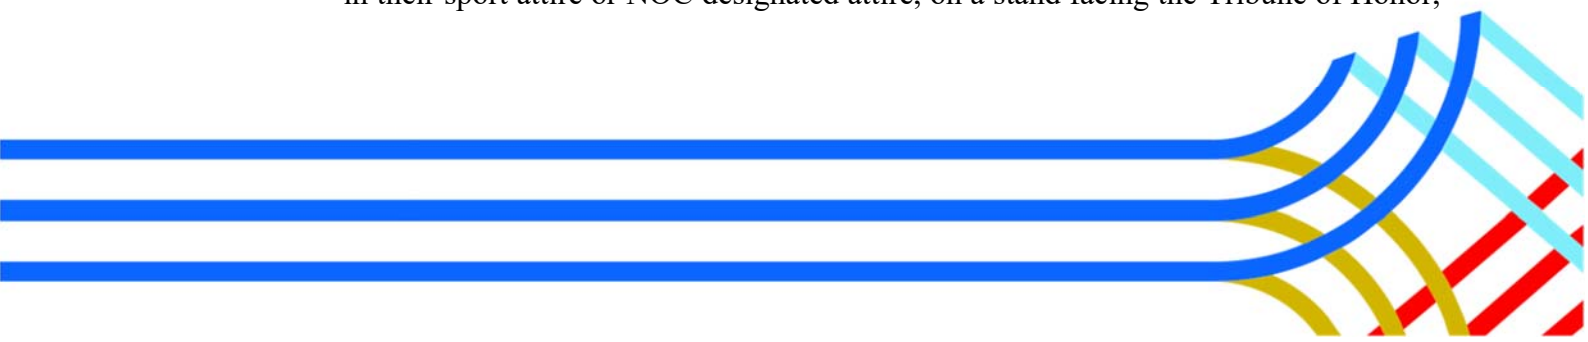 in their sport attire or NOC designated attire, on a stand facing the Tribune of Honor,